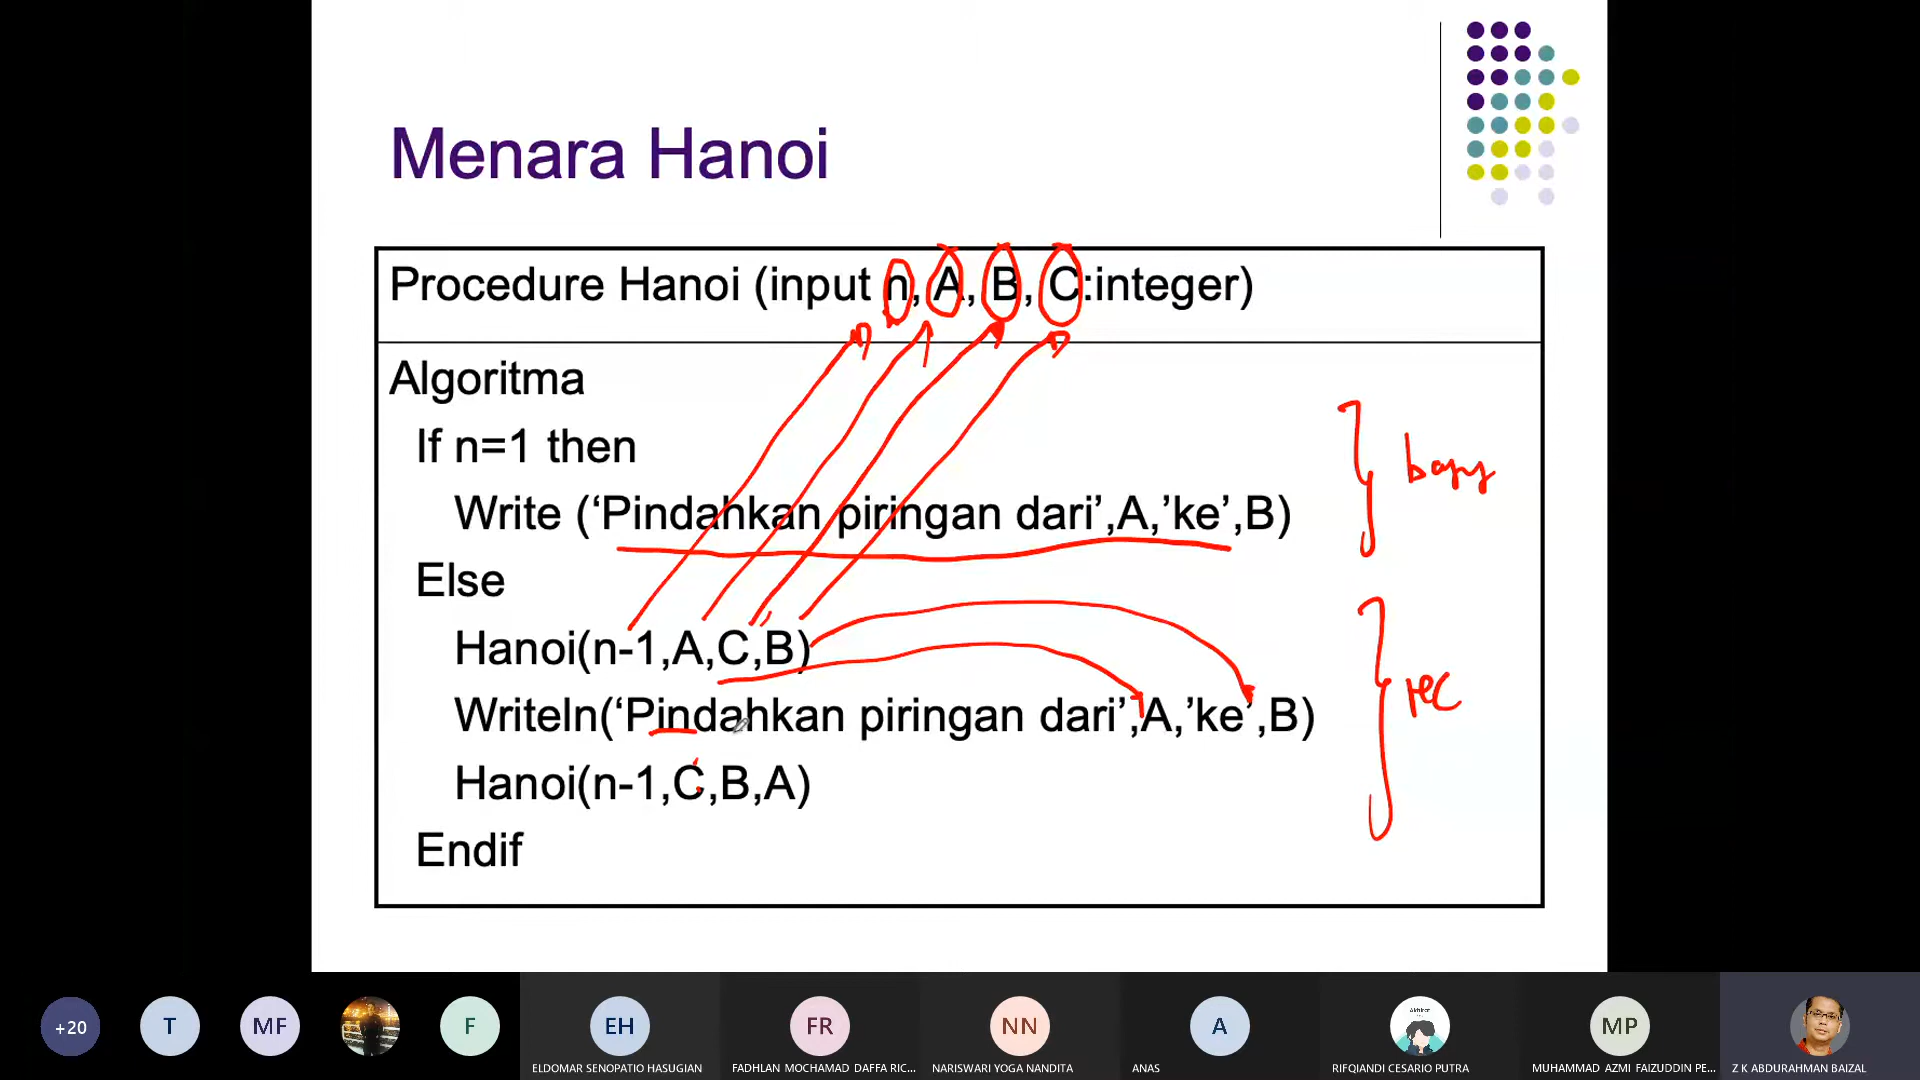 Menara Hanoi
Procedure Hanoi (input n, A, B, C:integer)
Algoritma
If n=1 then
Write (‘Pindahkan piringan dari’,A,’ke’,B)
Else
Hanoi(n-1,A,C,B)
Writeln(‘Pindahkan piringan dari’,A,’ke’,B)
rec
Hanoi(n-1,C,B,A)
Endif
+20
T
MF
F
EH
FR
NN
A
MP
ELDOMAR SENOPATIO HASUGIAN
FADHLAN MOCHAMAD DAFFA RIC...
NARISWARI YOGA NANDITA
ANAS
RIFQIANDI CESARIO PUTRA
MUHAMMAD AZMI FAIZUDDIN PE...
Z K ABDURAHMAN BAIZAL